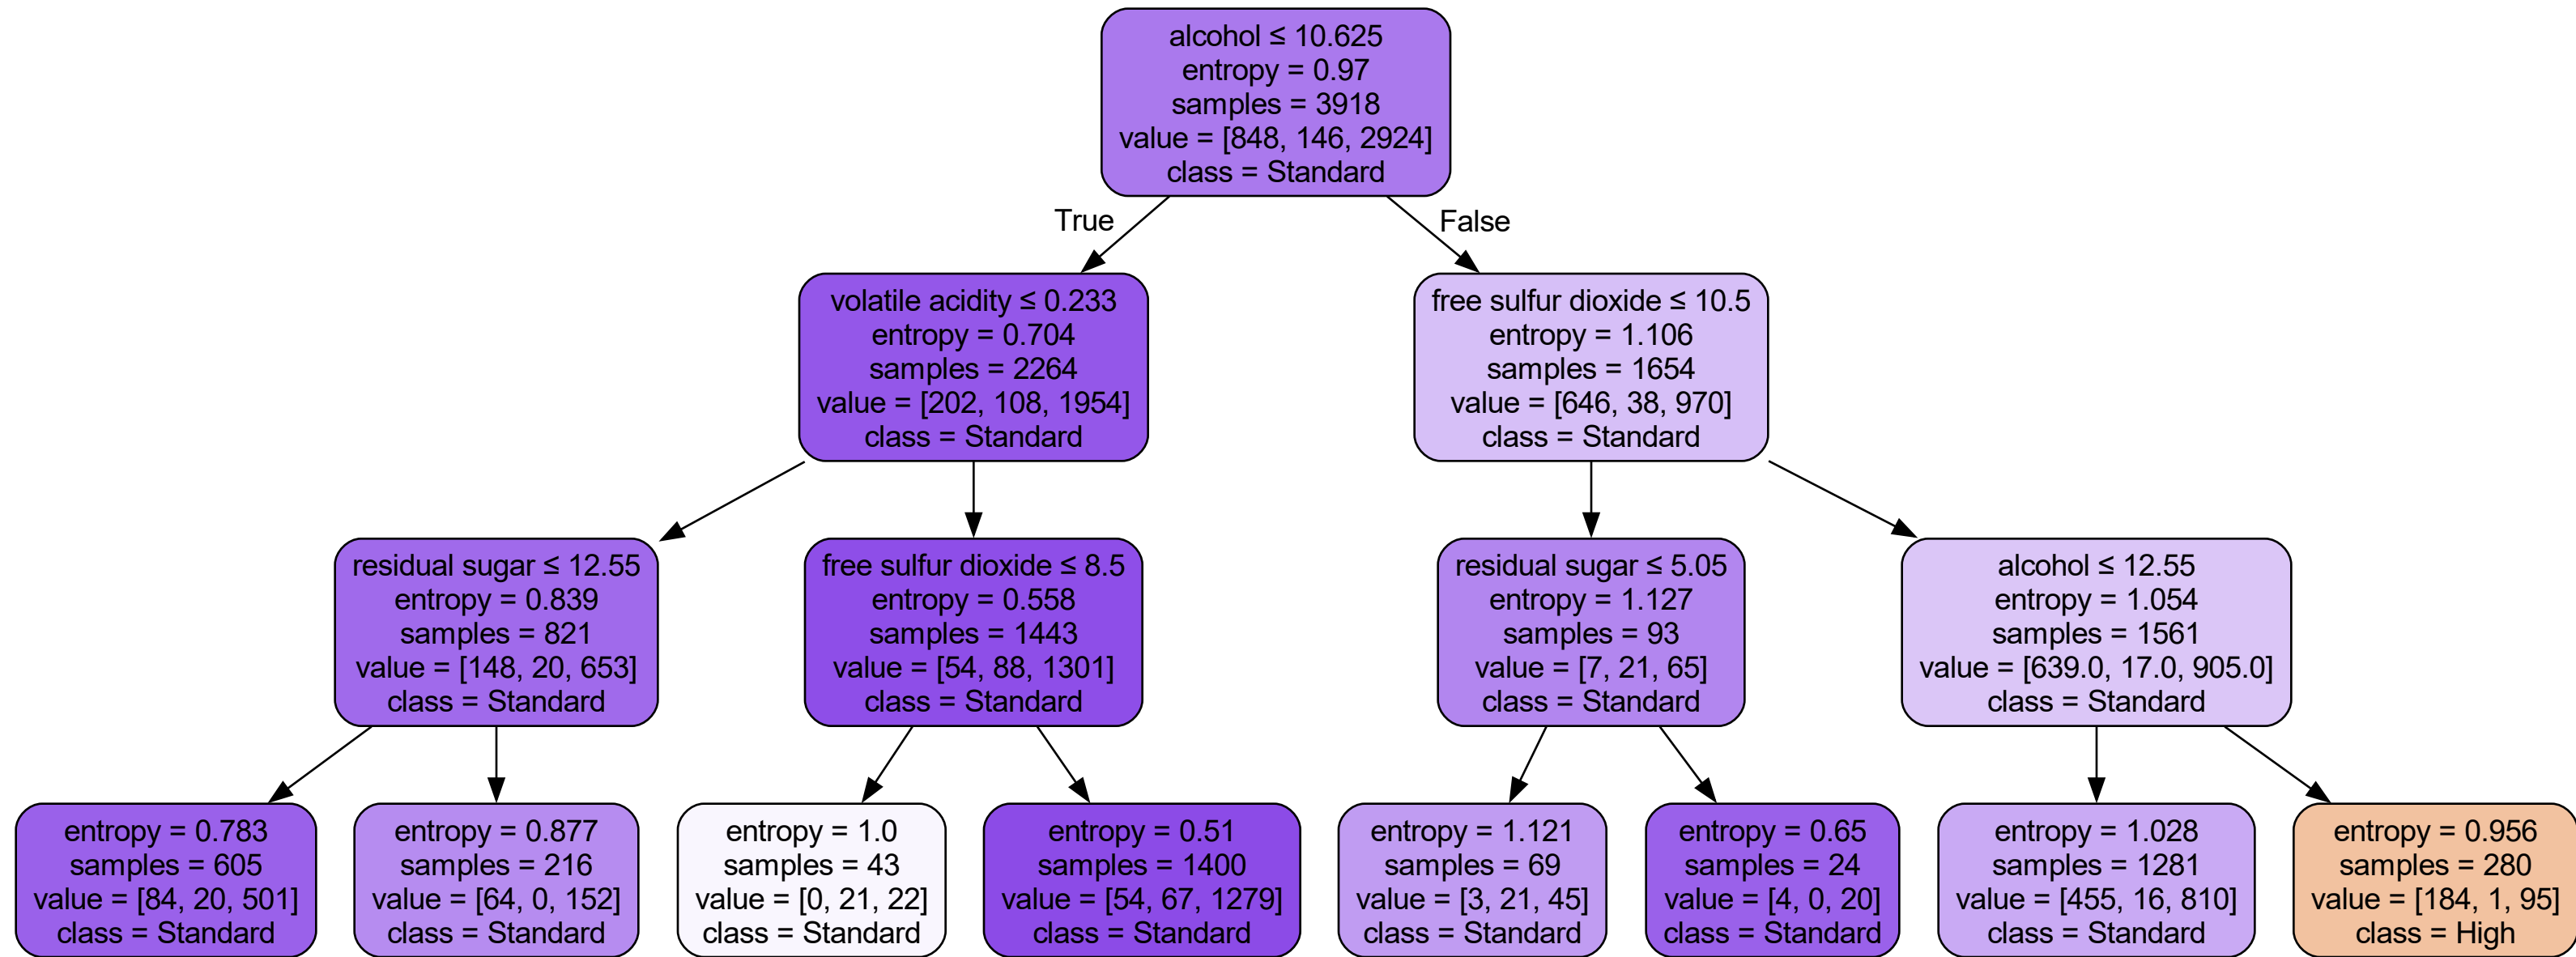 alcohol ≤ 10.625
entropy = 0.97
samples = 3918
value = [848, 146, 2924]
class = Standard
True
False
volatile acidity ≤ 0.233
entropy = 0.704
samples = 2264
value = [202, 108, 1954]
class = Standard
free sulfur dioxide ≤ 10.5
entropy = 1.106
samples = 1654
value = [646, 38, 970]
class = Standard
residual sugar ≤ 12.55
entropy = 0.839
samples = 821
value = [148, 20, 653]
class = Standard
free sulfur dioxide ≤ 8.5
entropy = 0.558
samples = 1443
value = [54, 88, 1301]
class = Standard
residual sugar ≤ 5.05
entropy = 1.127
samples = 93
value = [7, 21, 65]
class = Standard
alcohol ≤ 12.55
entropy = 1.054
samples = 1561
value = [639.0, 17.0, 905.0]
class = Standard
entropy = 0.783
samples = 605
value = [84, 20, 501]
class = Standard
entropy = 0.877
samples = 216
value = [64, 0, 152]
class = Standard
entropy = 1.0
samples = 43
value = [0, 21, 22]
class = Standard
entropy = 0.51
samples = 1400
value = [54, 67, 1279]
class = Standard
entropy = 1.121
samples = 69
value = [3, 21, 45]
class = Standard
entropy = 0.65
samples = 24
value = [4, 0, 20]
class = Standard
entropy = 1.028
samples = 1281
value = [455, 16, 810]
class = Standard
entropy = 0.956
samples = 280
value = [184, 1, 95]
class = High